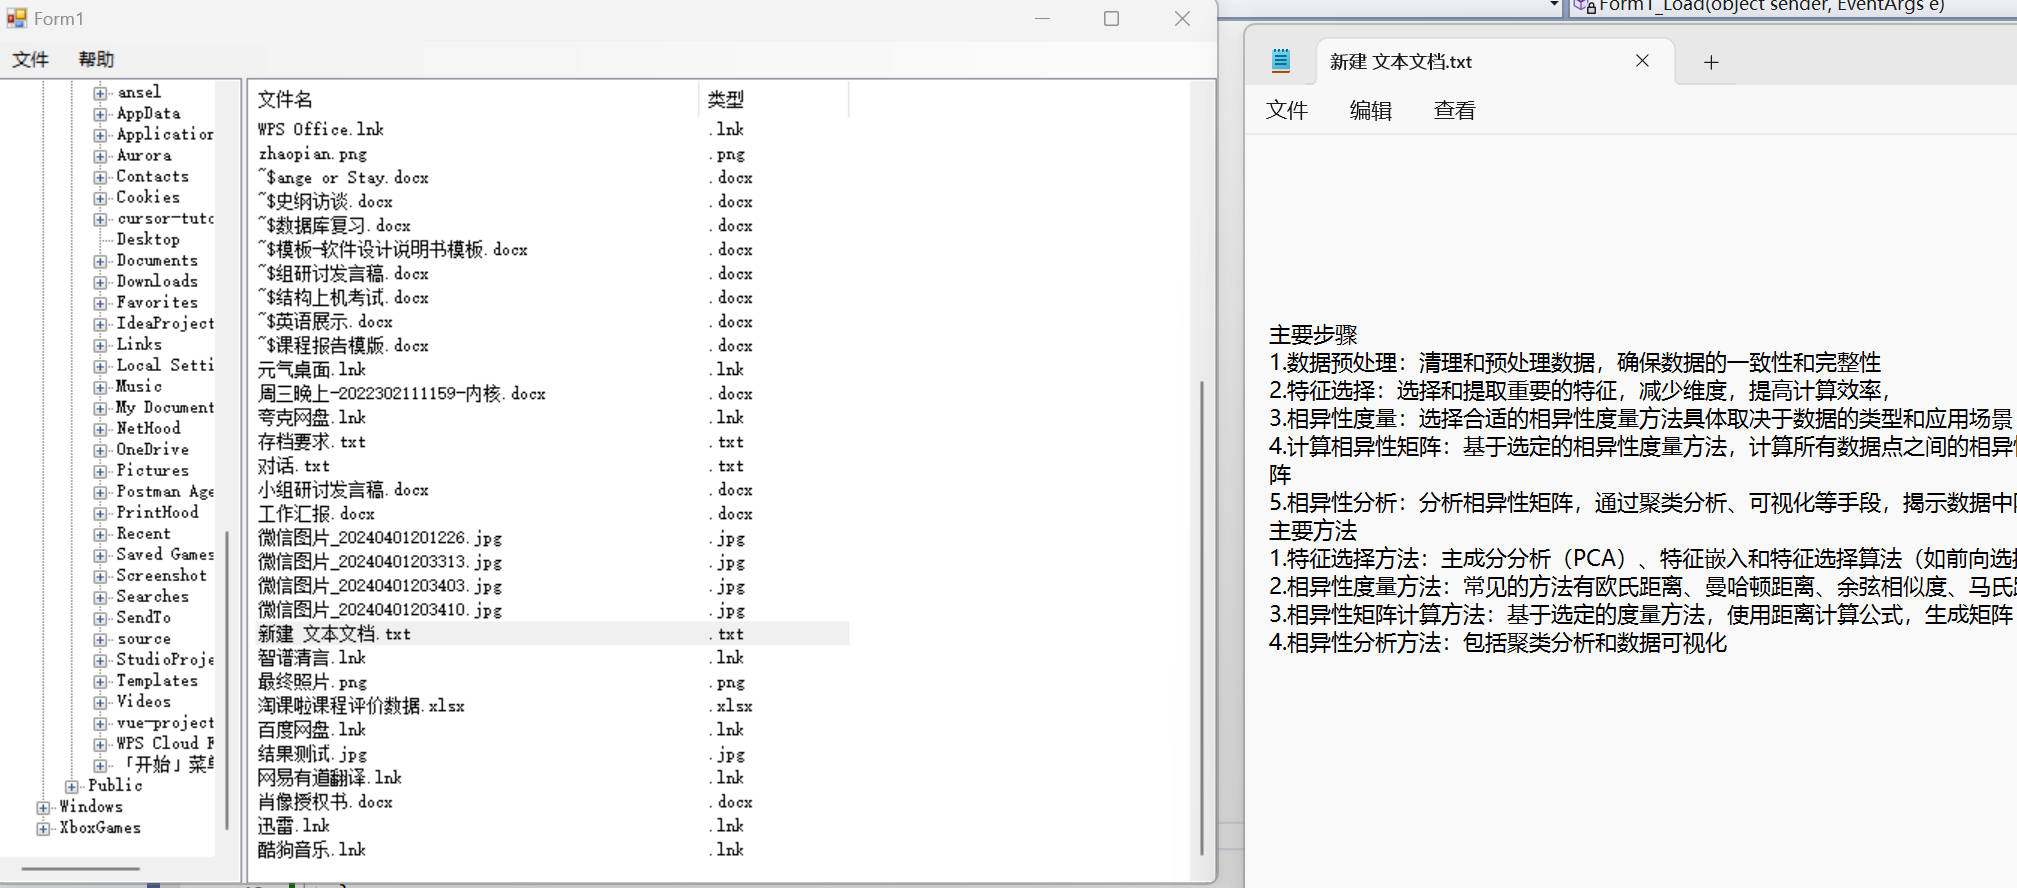 Form1
文件 帮助
ansel
AppData
Application
Aurora
Contacts
Cookies
cursor-tuto
Desktop
Documents
Downloads
Favorites
IdeaProject
Links
Local Setti
Music
My Document
NetHood
OneDrive
Pictures
Postman Age
PrintHood
Recent
Saved Games
Screenshot
Searches
SendTo
source
StudioProje
Templates
Videos
vue-project
WPS Cloud F
「开始」菜单
Public
Windows
XboxGames
文件名 类型
WPS Office.lnk .lnk
zhaopian.png .png
~$ange or Stay.docx .docx
~$史纲访谈.docx .docx
~$数据库复习.docx .docx
~$模板-软件设计说明书模板.docx .docx
~$组研讨发言稿.docx .docx
~$结构上机考试.docx .docx
~$英语展示.docx .docx
~$课程报告模版.docx .docx
元气桌面.lnk .lnk
周三晚上-2022302111159-内核.docx .docx
夸克网盘.lnk .lnk
存档要求.txt .txt
对话.txt .txt
小组研讨发言稿.docx .docx
工作汇报.docx .docx
微信图片_20240401201226.jpg .jpg
微信图片_20240401203313.jpg .jpg
微信图片_20240401203403.jpg .jpg
微信图片_20240401203410.jpg .jpg
新建 文本文档.txt .txt
智谱清言.lnk .lnk
最终照片.png .png
淘课啦课程评价数据.xlsx .xlsx
百度网盘.lnk .lnk
结果测试.jpg .jpg
网易有道翻译.lnk .lnk
肖像授权书.docx .docx
迅雷.lnk .lnk
酷狗音乐.lnk .lnk
Form1_Load(object sender, EventArgs e)
新建 文本文档.txt
文件 编辑 查看
主要步骤
1.数据预处理：清理和预处理数据，确保数据的一致性和完整性
2.特征选择：选择和提取重要的特征，减少维度，提高计算效率，
3.相异性度量：选择合适的相异性度量方法具体取决于数据的类型和应用场景
4.计算相异性矩阵：基于选定的相异性度量方法，计算所有数据点之间的相异性
阵
5.相异性分析：分析相异性矩阵，通过聚类分析、可视化等手段，揭示数据中
主要方法
1.特征选择方法：主成分分析（PCA）、特征嵌入和特征选择算法（如前向选
2.相异性度量方法：常见的方法有欧氏距离、曼哈顿距离、余弦相似度、马氏
3.相异性矩阵计算方法：基于选定的度量方法，使用距离计算公式，生成矩阵
4.相异性分析方法：包括聚类分析和数据可视化